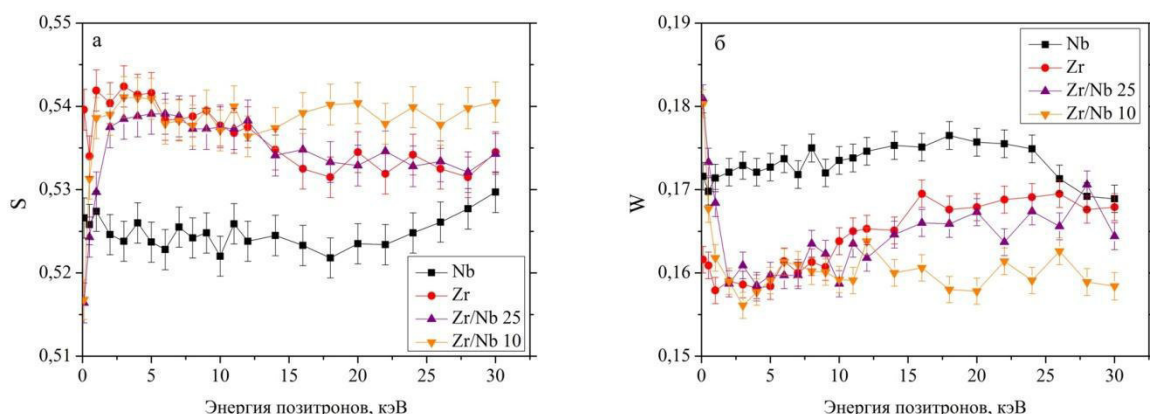 0,55
а
Nb
Zr
Zr/Nb 25
Zr/Nb 10
0,54
0,53
0,52
0,51
S
0 5 10 15 20 25 30
Энергия позитронов, кэВ
0,19
б
Nb
Zr
Zr/Nb 25
Zr/Nb 10
0,18
0,17
0,16
0,15
W
0 5 10 15 20 25 30
Энергия позитронов, кэВ